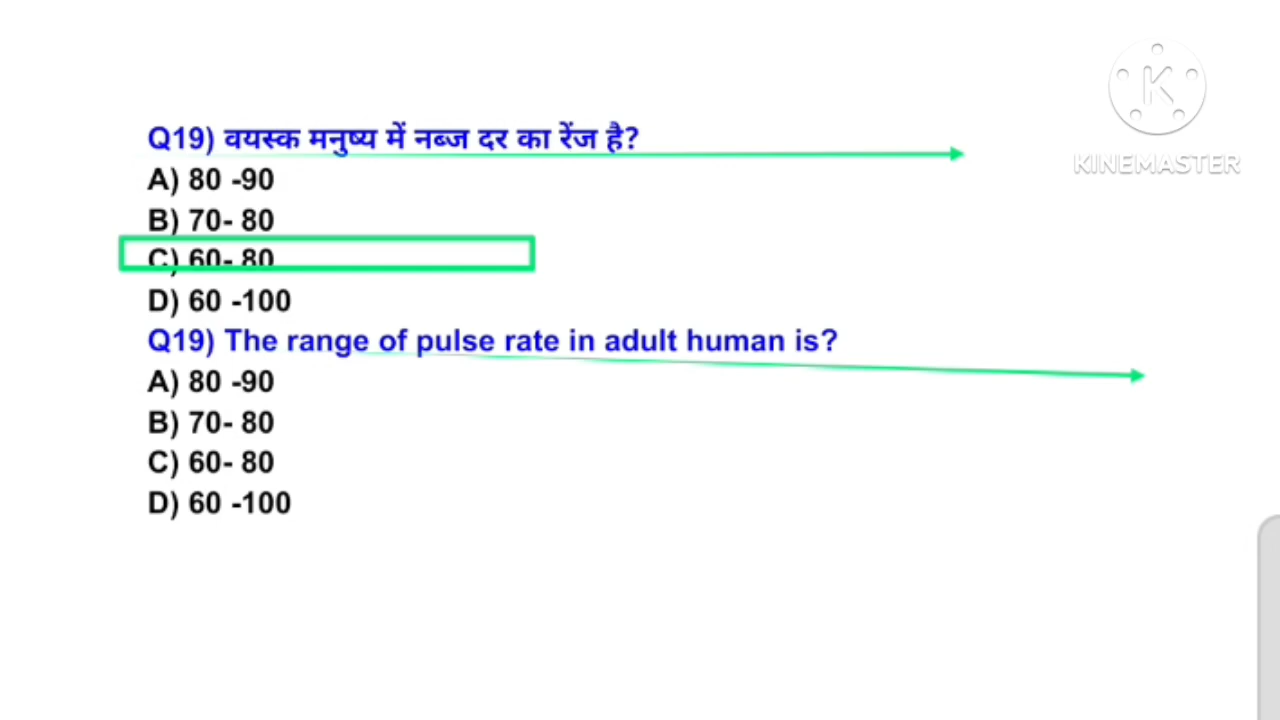 Q19) वयस्क मनुष्य में नब्ज दर का रेंज है?
A) 80 -90
B) 70- 80
C) 60- 80
D) 60 -100
Q19) The range of pulse rate in adult human is?
A) 80 -90
B) 70- 80
C) 60- 80
D) 60 -100
K
KINEMASTER